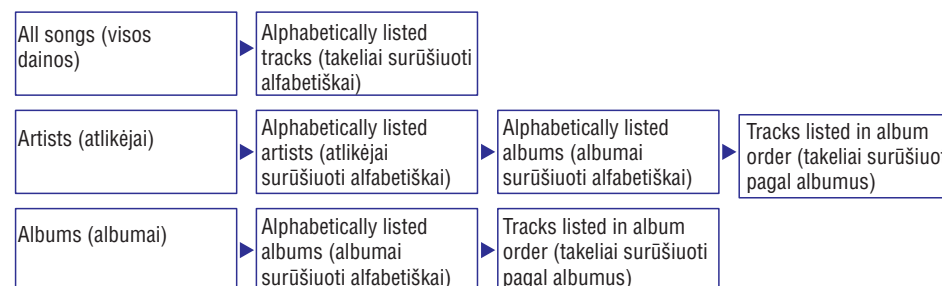 All songs (visos
dainos)
Alphabetically listed
tracks (takeliai surūšiuoti
alfabetiškai)
Artists (atlikėjai)
Alphabetically listed
artists (atlikėjai
surūšiuoti alfabetiškai)
Alphabetically listed
albums (albumai
surūšiuoti alfabetiškai)
Tracks listed in album
order (takeliai
pagal albumus)
Albums (albumai)
Alphabetically listed
albums (albumai
surūšiuoti alfabetiškai)
Tracks listed in album
order (takeliai surūšiuoti
pagal albumus)